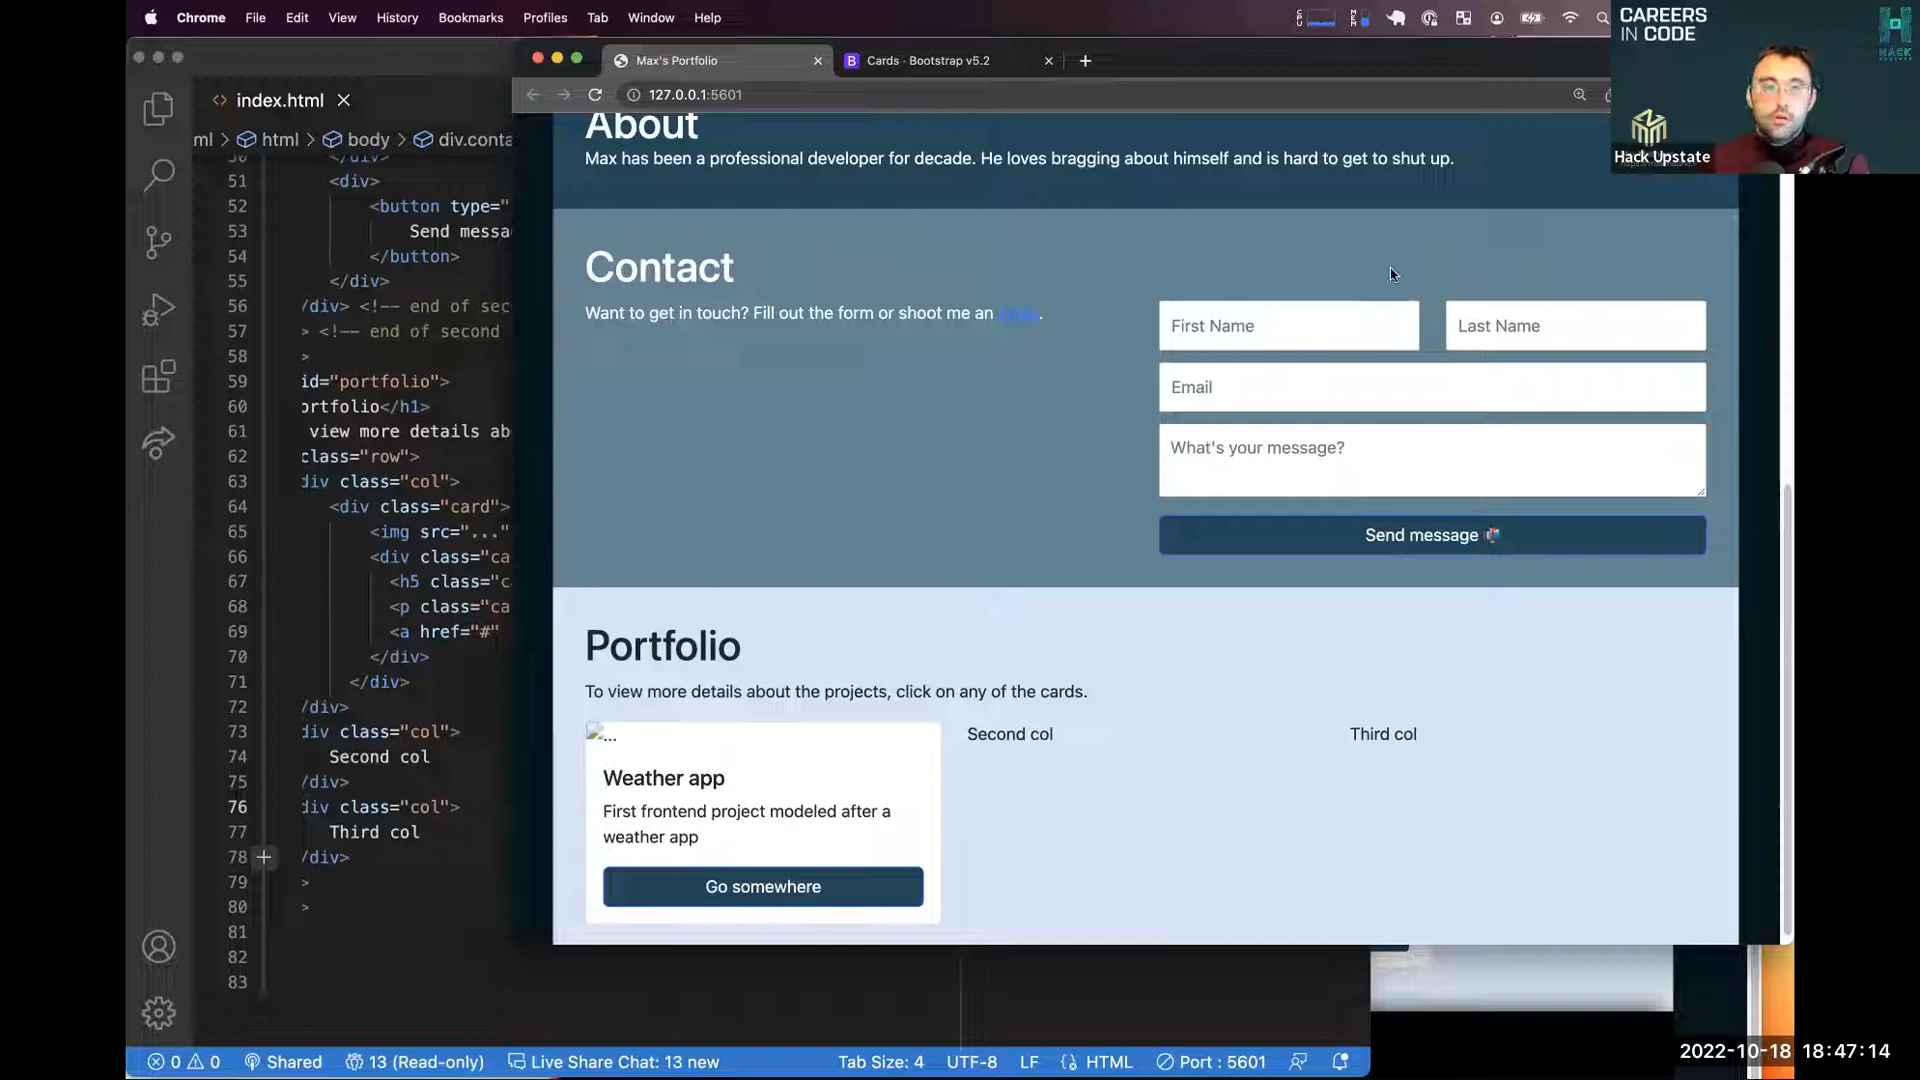 Chrome File Edit View History Bookmarks Profiles Tab Window Help
CAREERS
IN CODE
HACK
Hack Upstate
Max's Portfolio
Cards · Bootstrap v5.2
127.0.0.1:5601
index.html
ml > html > body > div.conta
51 <div>
52 <button type="
53 Send messa
54 </button>
55 </div>
56 /div> <!-- end of sec
57 > <!-- end of second
58 >
59 id="portfolio">
60 ortfolio</h1>
61 view more details ab
62 class="row">
63 div class="col">
64 <div class="card">
65 <img src="..."
66 <div class="ca
67 <h5 class="c
68 <p class="ca
69 <a href="#"
70 </div>
71 </div>
72 /div>
73 div class="col">
74 Second col
75 /div>
76 div class="col">
77 Third col
78 /div>
79 >
80 >
81
82
83
About
Max has been a professional developer for decade. He loves bragging about himself and is hard to get to shut up.
Contact
Want to get in touch? Fill out the form or shoot me an .
First Name
Last Name
Email
What's your message?
Send message
Portfolio
To view more details about the projects, click on any of the cards.
...
Weather app
First frontend project modeled after a
weather app
Go somewhere
Second col
Third col
0 0 Shared 13 (Read-only) Live Share Chat: 13 new Tab Size: 4 UTF-8 LF {} HTML Port : 5601
2022-10-18 18:47:14